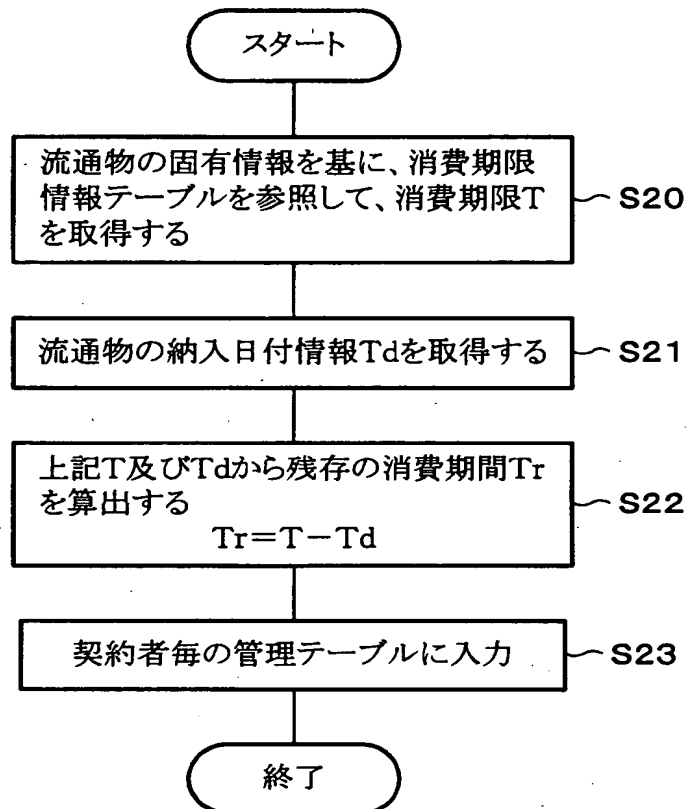 スタート
流通物の固有情報を基に、消費期限
情報テーブルを参照して、消費期限T
を取得する
S20
流通物の納入日付情報Tdを取得する
S21
上記T及びTdから残存の消費期間Tr
を算出する
Tr=T-Td
S22
契約者毎の管理テーブルに入力
S23
終了